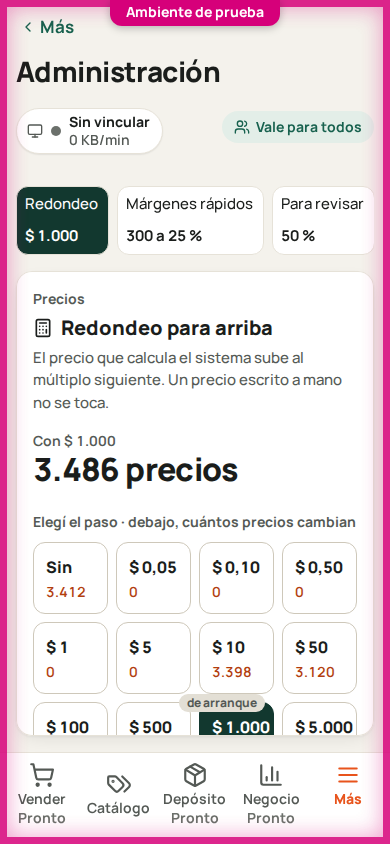 Ambiente de prueba
Más
Administración
Sin vincular
0 KB/min
Vale para todos
Redondeo
$ 1.000
Márgenes rápidos
300 a 25 %
Para revisar
50 %
Precios
Redondeo para arriba
El precio que calcula el sistema sube al
múltiplo siguiente. Un precio escrito a mano
no se toca.
Con $ 1.000
3.486 precios
Elegí el paso · debajo, cuántos precios cambian
Sin
3.412
$ 0,05
0
$ 0,10
0
$ 0,50
0
$ 1
0
$ 5
0
$ 10
3.398
$ 50
3.120
de arranque
$ 100
$ 500
$ 1.000
$ 5.000
Vender
Pronto
Catálogo
Depósito
Pronto
Negocio
Pronto
Más